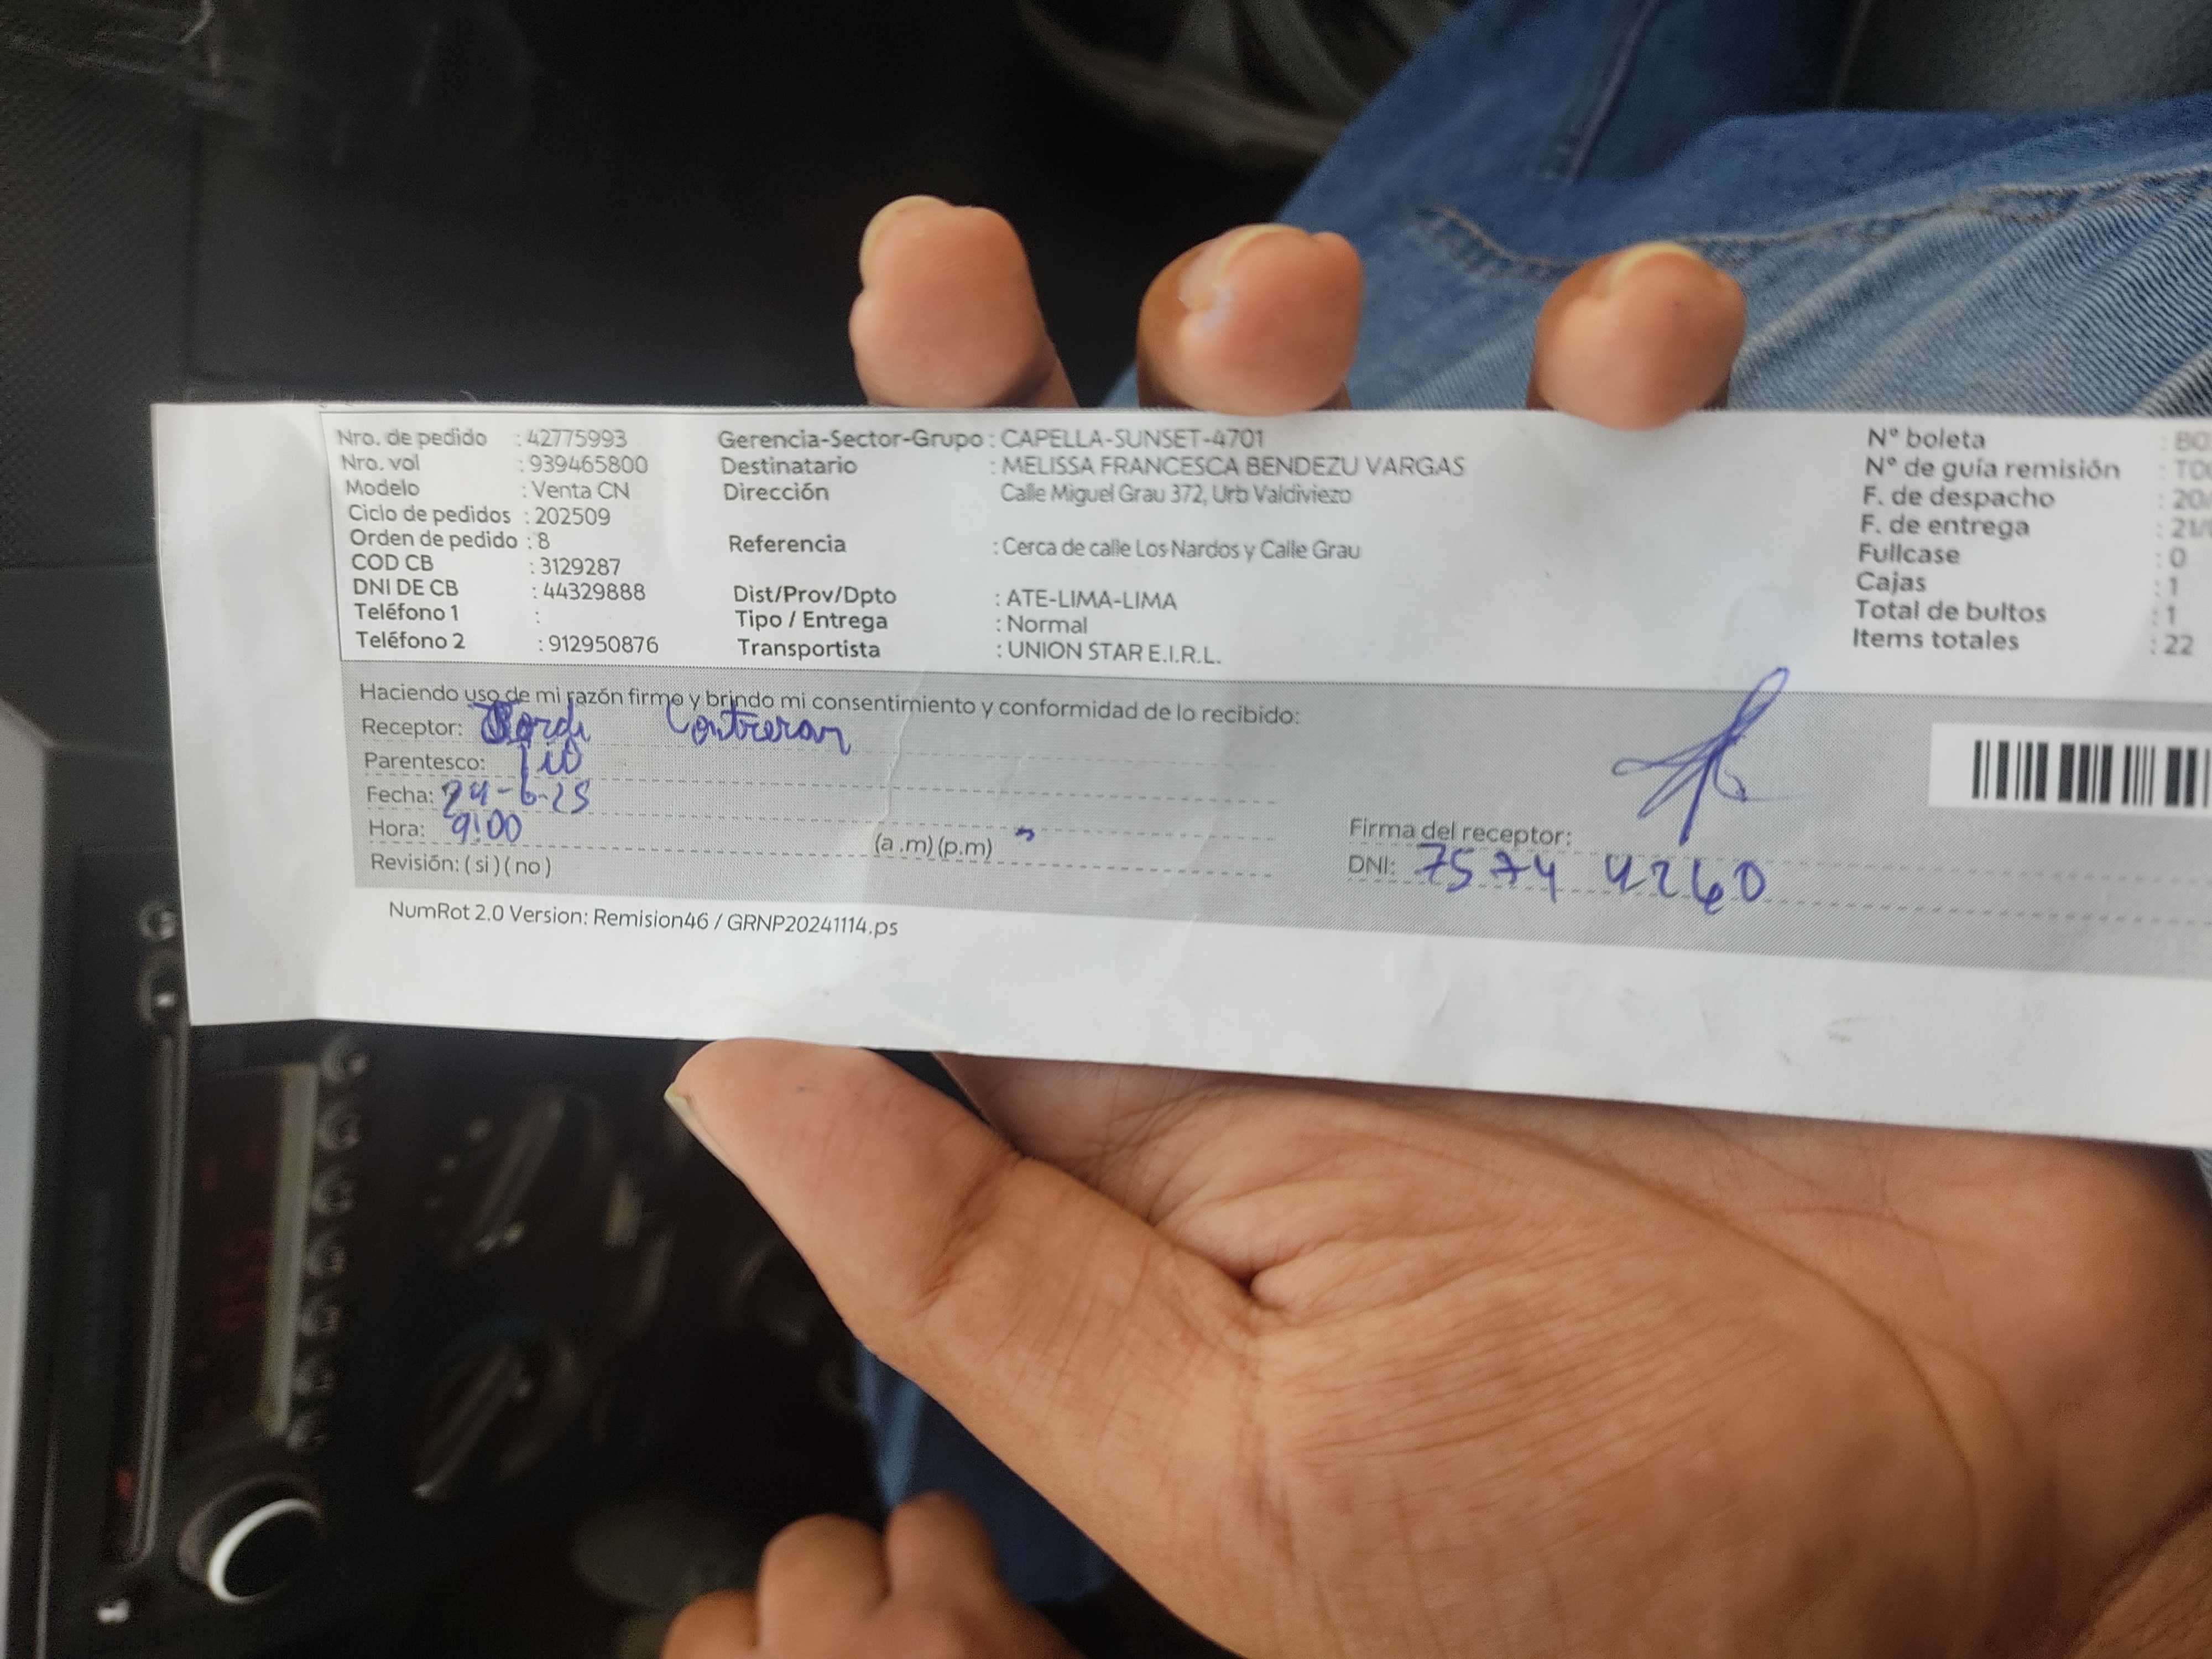 Nro. de pedido : 42775993
Nro. vol : 939465800
Modelo : Venta CN
Ciclo de pedidos : 202509
Orden de pedido : 8
COD CB : 3129287
DNI DE CB : 44329888
Teléfono 1 :
Teléfono 2 : 912950876
Gerencia-Sector-Grupo : CAPELLA-SUNSET-4701
Destinatario : MELISSA FRANCESCA BENDEZU VARGAS
Dirección Calle Miguel Grau 372, Urb Valdiviezo
Referencia : Cerca de calle Los Nardos y Calle Grau
Dist/Prov/Dpto : ATE-LIMA-LIMA
Tipo / Entrega : Normal
Transportista : UNION STAR E.I.R.L.
N° boleta : B0
N° de guía remisión : T0
F. de despacho : 20/
F. de entrega : 21/
Fullcase : 0
Cajas : 1
Total de bultos : 1
Items totales : 22
Haciendo uso de mi razón firmo y brindo mi consentimiento y conformidad de lo recibido:
Receptor: Jordi Contreras
Parentesco: Tio
Fecha: 24-6-25
Hora: 9:00 (a .m) (p.m)
Revisión: ( si ) ( no )
Firma del receptor:
DNI: 7574 4260
NumRot 2.0 Version: Remision46 / GRNP20241114.ps